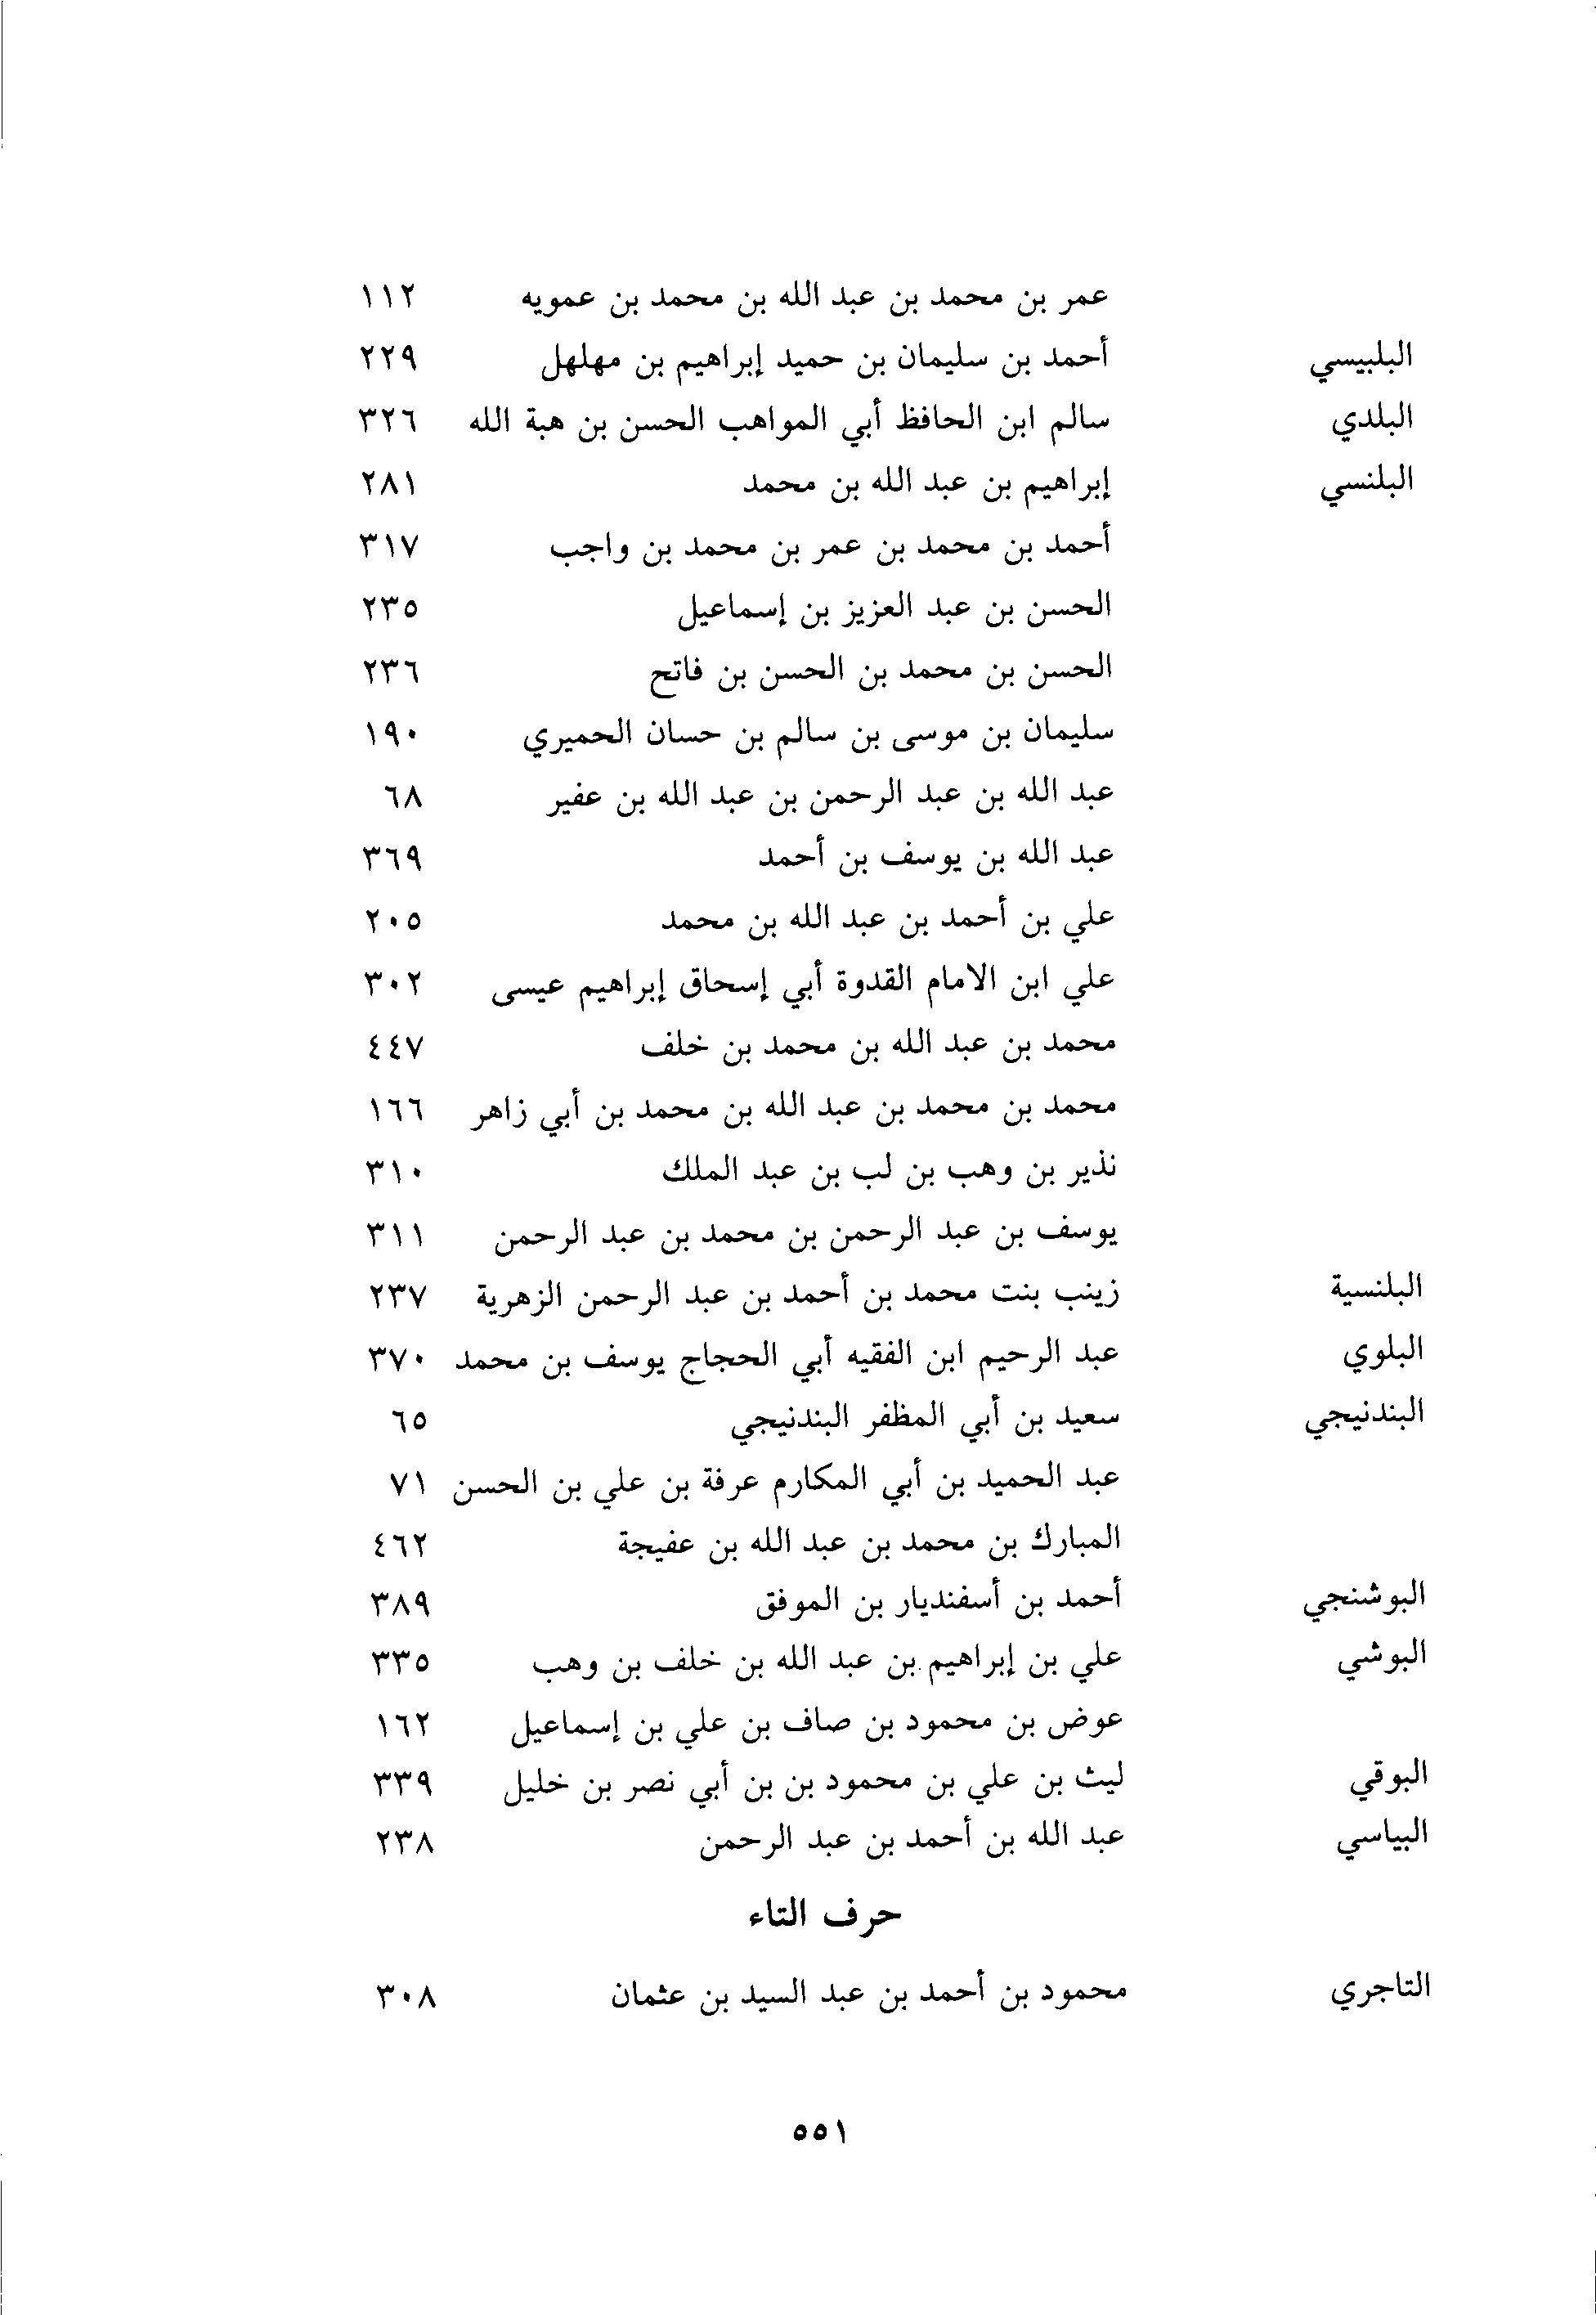 عمر بن محمد بن عبد الله بن محمد بن عمويه ١١٢
البلبيسي أحمد بن سليمان بن حميد إبراهيم بن مهلهل ٢٢٩
البلدي سالم ابن الحافظ أبي المواهب الحسن بن هبة الله ٣٢٦
البلنسي إبراهيم بن عبد الله بن محمد ٢٨١
أحمد بن محمد بن عمر بن محمد بن واجب ٣١٧
الحسن بن عبد العزيز بن إسماعيل ٢٣٥
الحسن بن محمد بن الحسن بن فاتح ٢٣٦
سليمان بن موسى بن سالم بن حسان الحميري ١٩٠
عبد الله بن عبد الرحمن بن عبد الله بن عفير ٦٨
عبد الله بن يوسف بن أحمد ٣٦٩
علي بن أحمد بن عبد الله بن محمد ٢٠٥
علي ابن الامام القدوة أبي إسحاق إبراهيم عيسى ٣٠٢
محمد بن عبد الله بن محمد بن خلف ٤٤٧
محمد بن محمد بن عبد الله بن محمد بن أبي زاهر ١٦٦
نذير بن وهب بن لب بن عبد الملك ٣١٠
يوسف بن عبد الرحمن بن محمد بن عبد الرحمن ٣١١
البلنسية زينب بنت محمد بن أحمد بن عبد الرحمن الزهرية ٢٣٧
البلوي عبد الرحيم ابن الفقيه أبي الحجاج يوسف بن محمد ٣٧٠
البندنيجي سعيد بن أبي المظفر البندنيجي ٦٥
عبد الحميد بن أبي المكارم عرفة بن علي بن الحسن ٧١
المبارك بن محمد بن عبد الله بن عفيجة ٤٦٢
البوشنجي أحمد بن أسفنديار بن الموفق ٣٨٩
البوشي علي بن إبراهيم بن عبد الله بن خلف بن وهب ٣٣٥
عوض بن محمود بن صاف بن علي بن إسماعيل ١٦٢
البوقي ليث بن علي بن محمود بن بن أبي نصر بن خليل ٣٣٩
البياسي عبد الله بن أحمد بن عبد الرحمن ٢٣٨
حرف التاء
التاجري محمود بن أحمد بن عبد السيد بن عثمان ٣٠٨
٥٥١